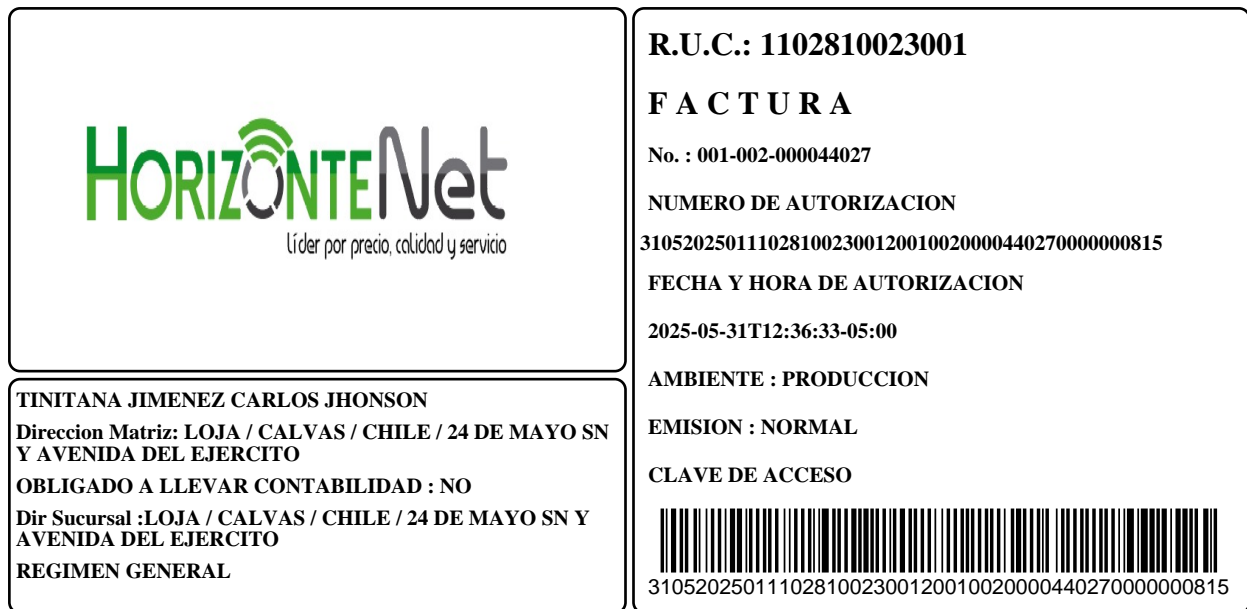 HORIZONTENet
líder por precio, calidad y servicio
TINITANA JIMENEZ CARLOS JHONSON
Direccion Matriz: LOJA / CALVAS / CHILE / 24 DE MAYO SN
Y AVENIDA DEL EJERCITO
OBLIGADO A LLEVAR CONTABILIDAD : NO
Dir Sucursal :LOJA / CALVAS / CHILE / 24 DE MAYO SN Y
AVENIDA DEL EJERCITO
REGIMEN GENERAL
R.U.C.: 1102810023001
F A C T U R A
No. : 001-002-000044027
NUMERO DE AUTORIZACION
3105202501110281002300120010020000440270000000815
FECHA Y HORA DE AUTORIZACION
2025-05-31T12:36:33-05:00
AMBIENTE : PRODUCCION
EMISION : NORMAL
CLAVE DE ACCESO
3105202501110281002300120010020000440270000000815